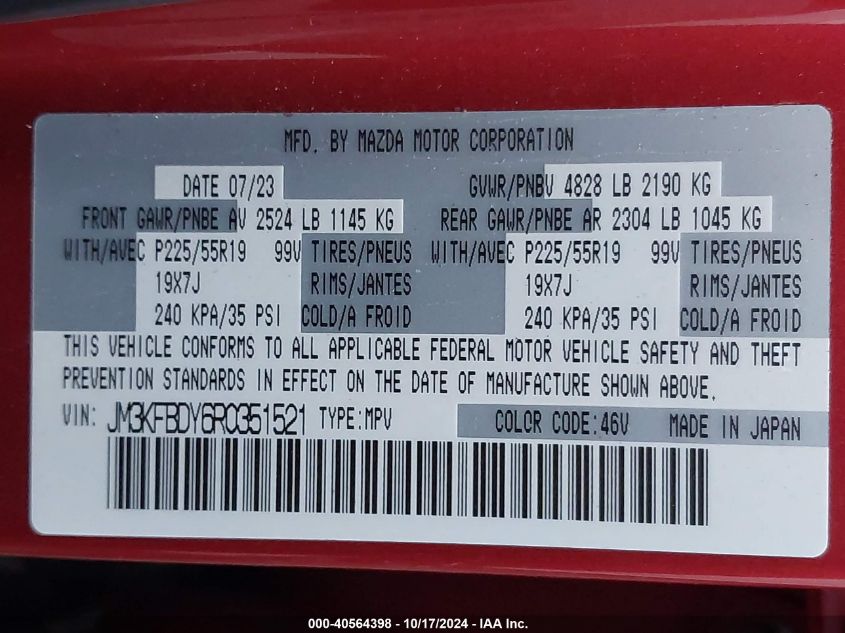 MFD. BY MAZDA MOTOR CORPORATION
DATE 07/23 GVWR/PNBV 4828 LB 2190 KG
FRONT GAWR/PNBE AV 2524 LB 1145 KG REAR GAWR/PNBE AR 2304 LB 1045 KG
WITH/AVEC P225/55R19 99V TIRES/PNEUS WITH/AVEC P225/55R19 99V TIRES/PNEUS
19X7J RIMS/JANTES 19X7J RIMS/JANTES
240 KPA/35 PSI COLD/A FROID 240 KPA/35 PSI COLD/A FROID
THIS VEHICLE CONFORMS TO ALL APPLICABLE FEDERAL MOTOR VEHICLE SAFETY AND THEFT
PREVENTION STANDARDS IN EFFECT ON THE DATE OF MANUFACTURE SHOWN ABOVE.
VIN: JM3KFBDY6R0351521 TYPE:MPV COLOR CODE:46V MADE IN JAPAN
000-40564398 - 10/17/2024 - IAA Inc.